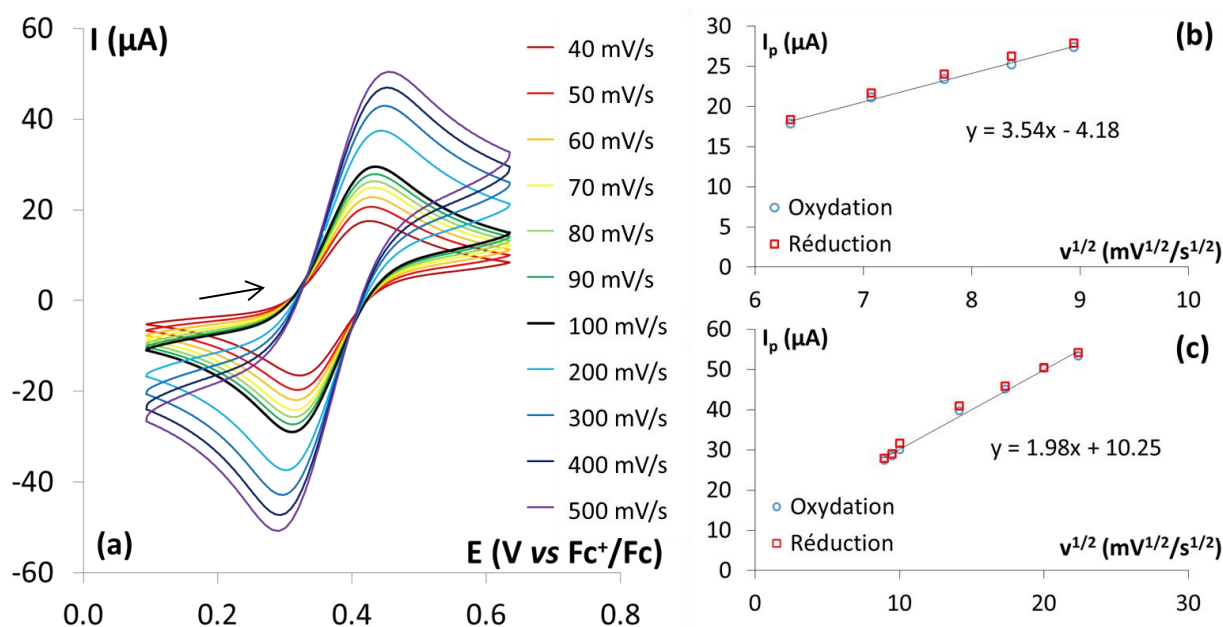 I (µA)
60
40
20
0
-20
-40
-60
0.0
0.2
0.4
0.6
0.8
E (V vs Fc⁺/Fc)
(a)
40 mV/s
50 mV/s
60 mV/s
70 mV/s
80 mV/s
90 mV/s
100 mV/s
200 mV/s
300 mV/s
400 mV/s
500 mV/s
Iₚ (µA)
(b)
30
25
20
15
10
5
0
y = 3.54x - 4.18
Oxydation
Réduction
v¹/² (mV¹/²/s¹/²)
6
7
8
9
10
Iₚ (µA)
(c)
60
50
40
30
20
10
0
y = 1.98x + 10.25
Oxydation
Réduction
v¹/² (mV¹/²/s¹/²)
0
10
20
30